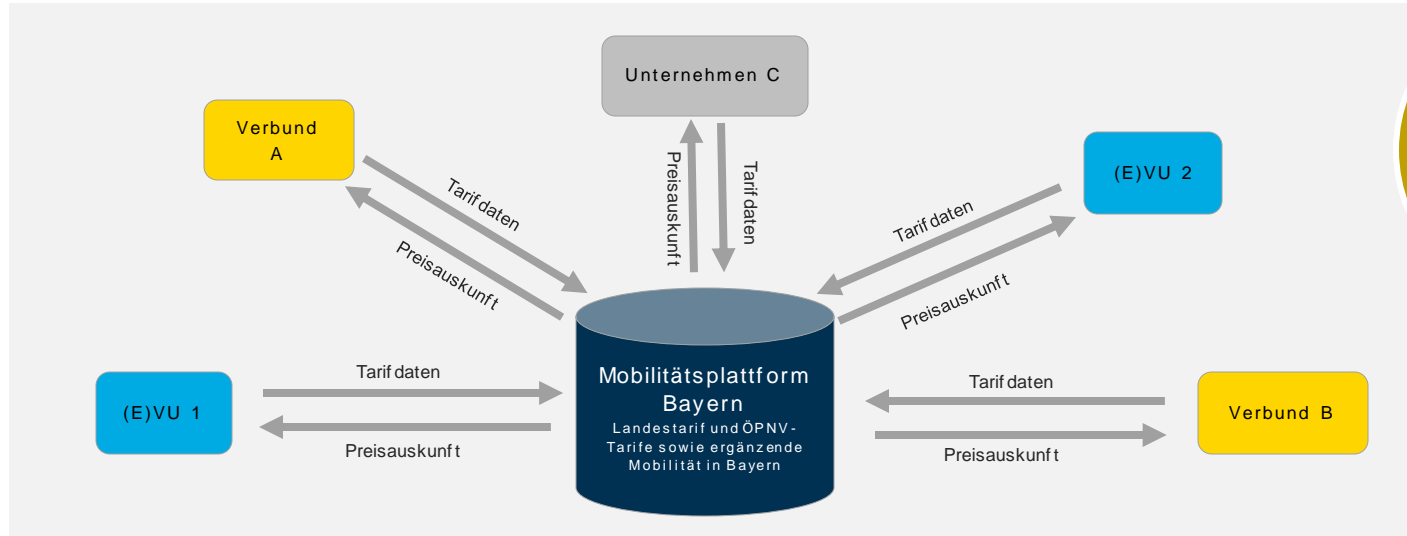 Unternehmen C
Verbund
A
(E)VU 2
Tarifdaten
Preisauskunft
Preisauskunft
Tarifdaten
Tarifdaten
Preisauskunft
Mobilitätsplattform
Bayern
Landestarif und ÖPNV-
Tarife sowie ergänzende
Mobilität in Bayern
(E)VU 1
Tarifdaten
Preisauskunft
Tarifdaten
Preisauskunft
Verbund B